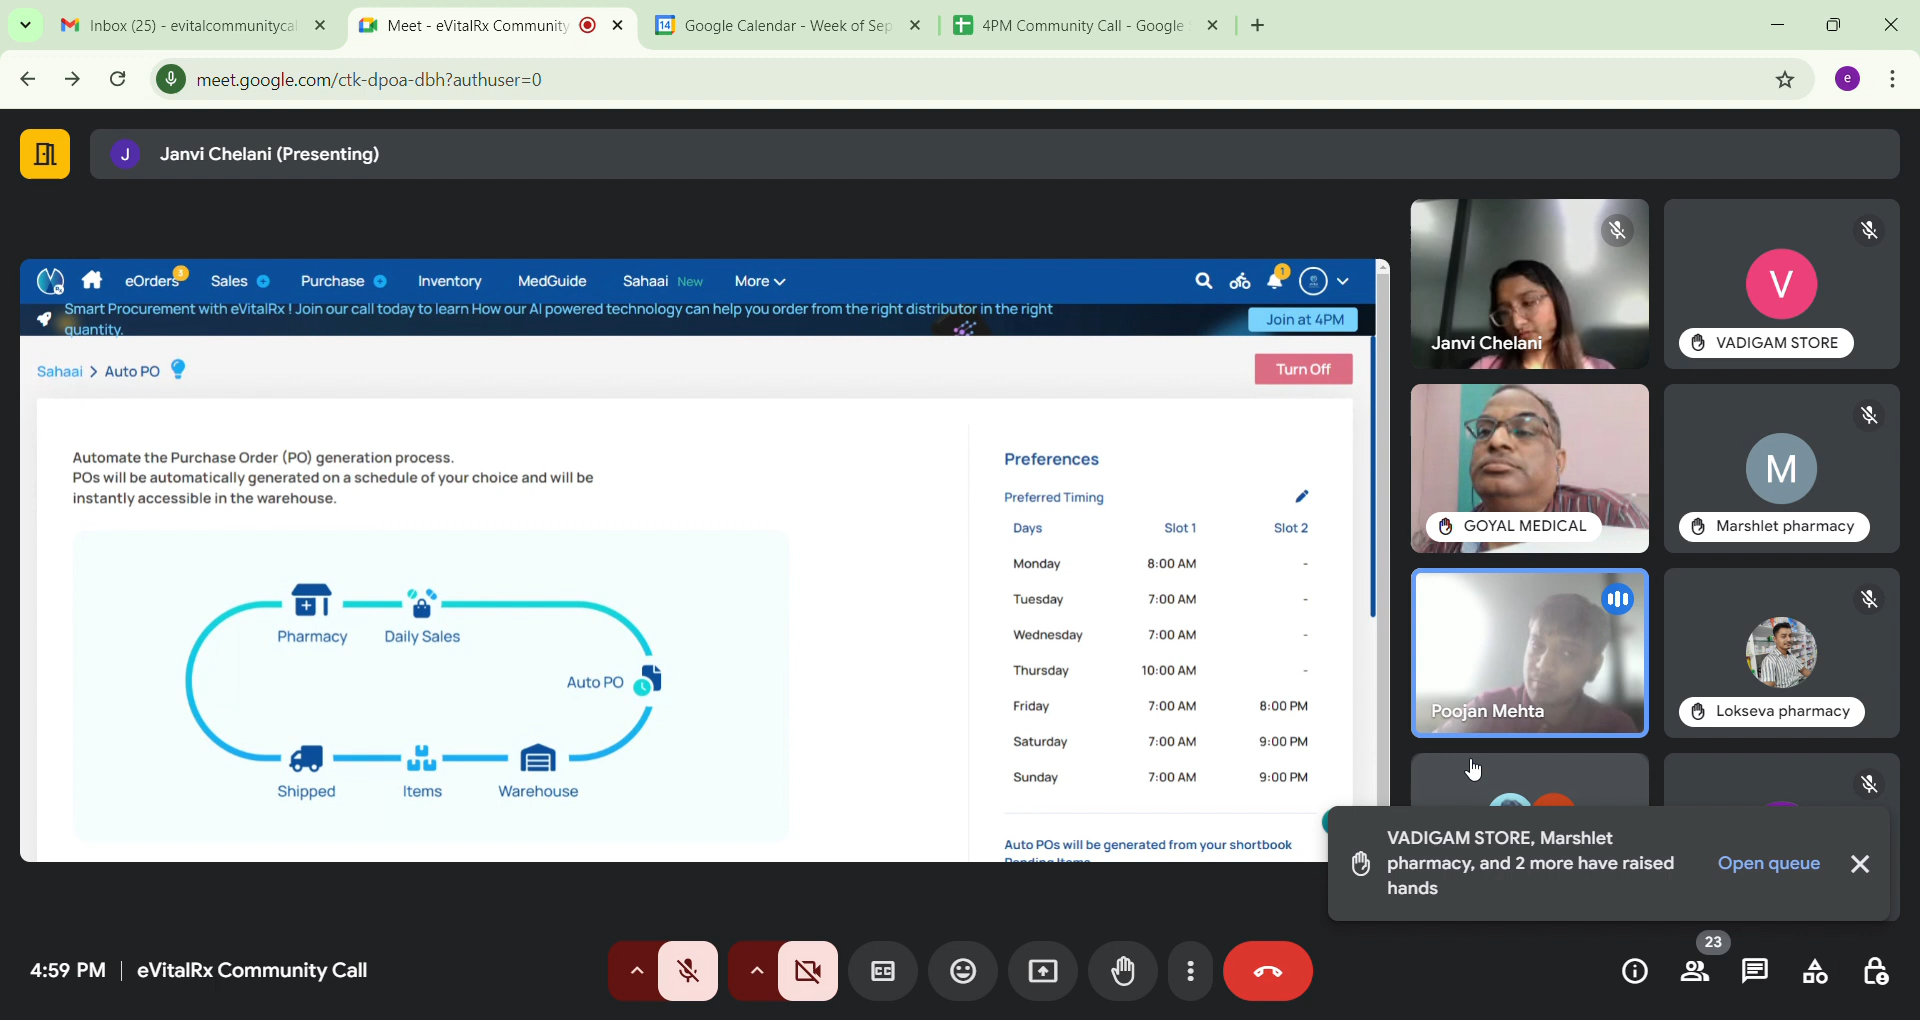 Inbox (25) - evitalcommunitycal
Meet - eVitalRx Community
Google Calendar - Week of Sep
4PM Community Call - Google
meet.google.com/ctk-dpoa-dbh?authuser=0
e
J
Janvi Chelani (Presenting)
eOrders 3
Sales
Purchase
Inventory
MedGuide
Sahaai New
More
1
Smart Procurement with eVitalRx ! Join our call today to learn How our AI powered technology can help you order from the right distributor in the right
quantity.
Join at 4PM
Sahaai > Auto PO
Turn Off
Automate the Purchase Order (PO) generation process.
POs will be automatically generated on a schedule of your choice and will be
instantly accessible in the warehouse.
Pharmacy
Daily Sales
Auto PO
Shipped
Items
Warehouse
Preferences
Preferred Timing
Days Slot 1 Slot 2
Monday 8:00 AM -
Tuesday 7:00 AM -
Wednesday 7:00 AM -
Thursday 10:00 AM -
Friday 7:00 AM 8:00 PM
Saturday 7:00 AM 9:00 PM
Sunday 7:00 AM 9:00 PM
Auto POs will be generated from your shortbook
Janvi Chelani
V
VADIGAM STORE
GOYAL MEDICAL
M
Marshlet pharmacy
Poojan Mehta
Lokseva pharmacy
VADIGAM STORE, Marshlet
pharmacy, and 2 more have raised
hands
Open queue
4:59 PM | eVitalRx Community Call
23